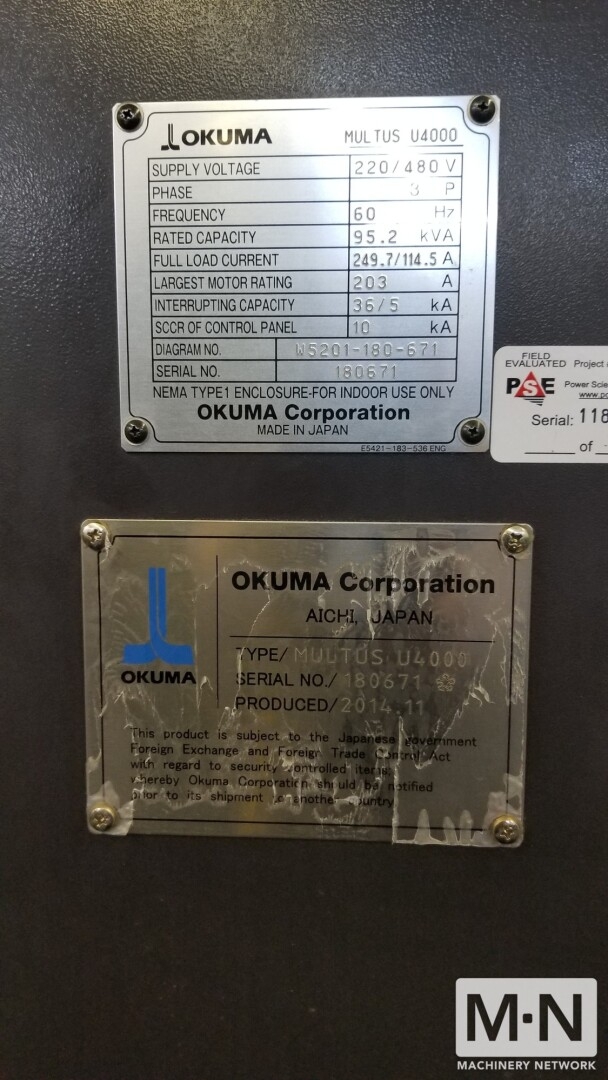 OKUMA MULTUS U4000
SUPPLY VOLTAGE 220/480 V
PHASE 3 P
FREQUENCY 60 Hz
RATED CAPACITY 95.2 kVA
FULL LOAD CURRENT 249.7/114.5 A
LARGEST MOTOR RATING 203 A
INTERRUPTING CAPACITY 36/5 kA
SCCR OF CONTROL PANEL 10 kA
DIAGRAM NO. W5201-180-671
SERIAL NO. 180671
NEMA TYPE1 ENCLOSURE-FOR INDOOR USE ONLY
OKUMA Corporation
MADE IN JAPAN
E5421-183-536 ENG
FIELD
EVALUATED Project
PSE Power
Serial: 118
of
OKUMA
OKUMA Corporation
AICHI, JAPAN
TYPE/ MULTUS U4000
SERIAL NO./ 180671
PRODUCED/ 2014.11
This product is subject to the Japanese government
Foreign Exchange and Foreign Trade Control Act
with regard to security controlled items;
whereby Okuma Corporation should be notified
prior to its shipment to another country
M·N
MACHINERY NETWORK